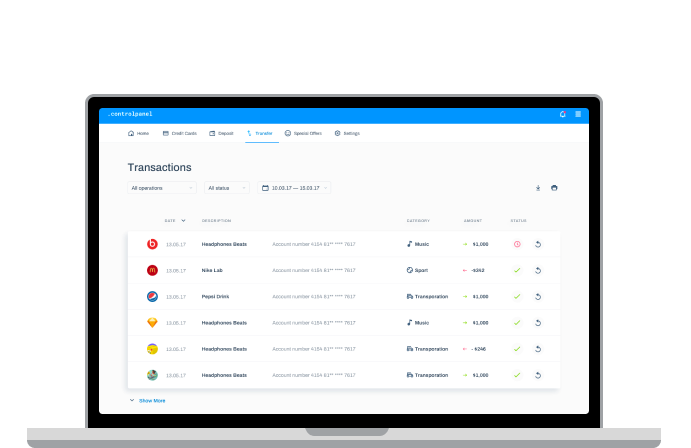 .controlpanel
Home Credit Cards Deposit Transfer Special Offers Settings
Transactions
All operations All status 10.03.17 — 15.03.17
DATE DESCRIPTION CATEGORY AMOUNT STATUS
13.05.17 Headphones Beats Account number 4154 81** **** 7617 Music $1,000
13.05.17 Nike Lab Account number 4154 81** **** 7617 Sport -$342
13.05.17 Pepsi Drink Account number 4154 81** **** 7617 Transporation $1,000
13.05.17 Headphones Beats Account number 4154 81** **** 7617 Music $1,000
13.05.17 Headphones Beats Account number 4154 81** **** 7617 Transporation - $246
13.05.17 Headphones Beats Account number 4154 81** **** 7617 Transporation $1,000
Show More